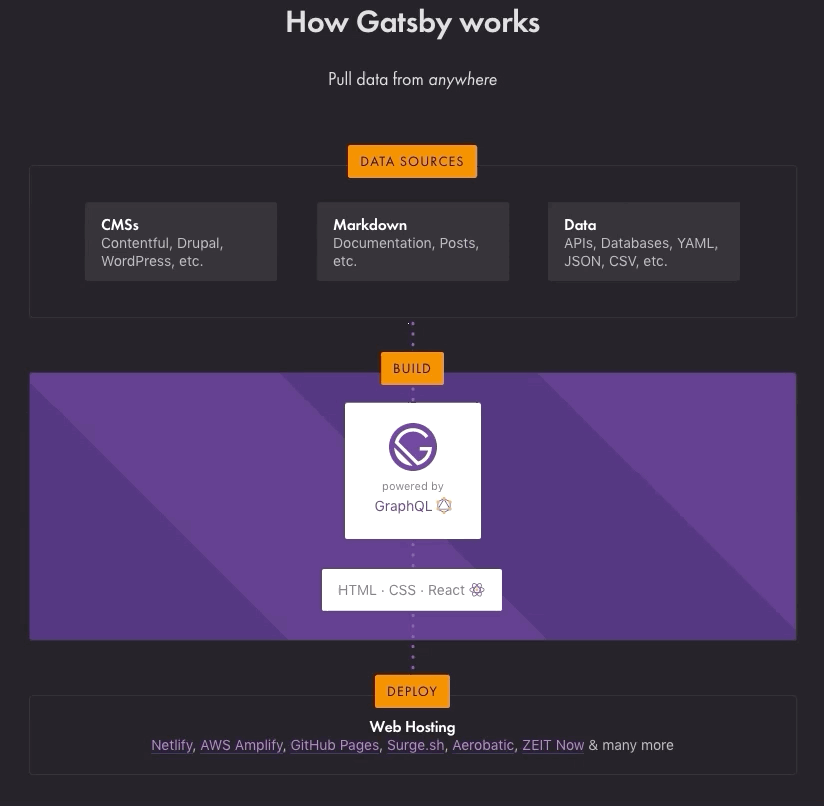 How Gatsby works
Pull data from anywhere
DATA SOURCES
CMSs
Contentful, Drupal,
WordPress, etc.
Markdown
Documentation, Posts,
etc.
Data
APIs, Databases, YAML,
JSON, CSV, etc.
BUILD
powered by
GraphQL
HTML · CSS · React
DEPLOY
Web Hosting
Netlify, AWS Amplify, GitHub Pages, Surge.sh, Aerobatic, ZEIT Now & many more